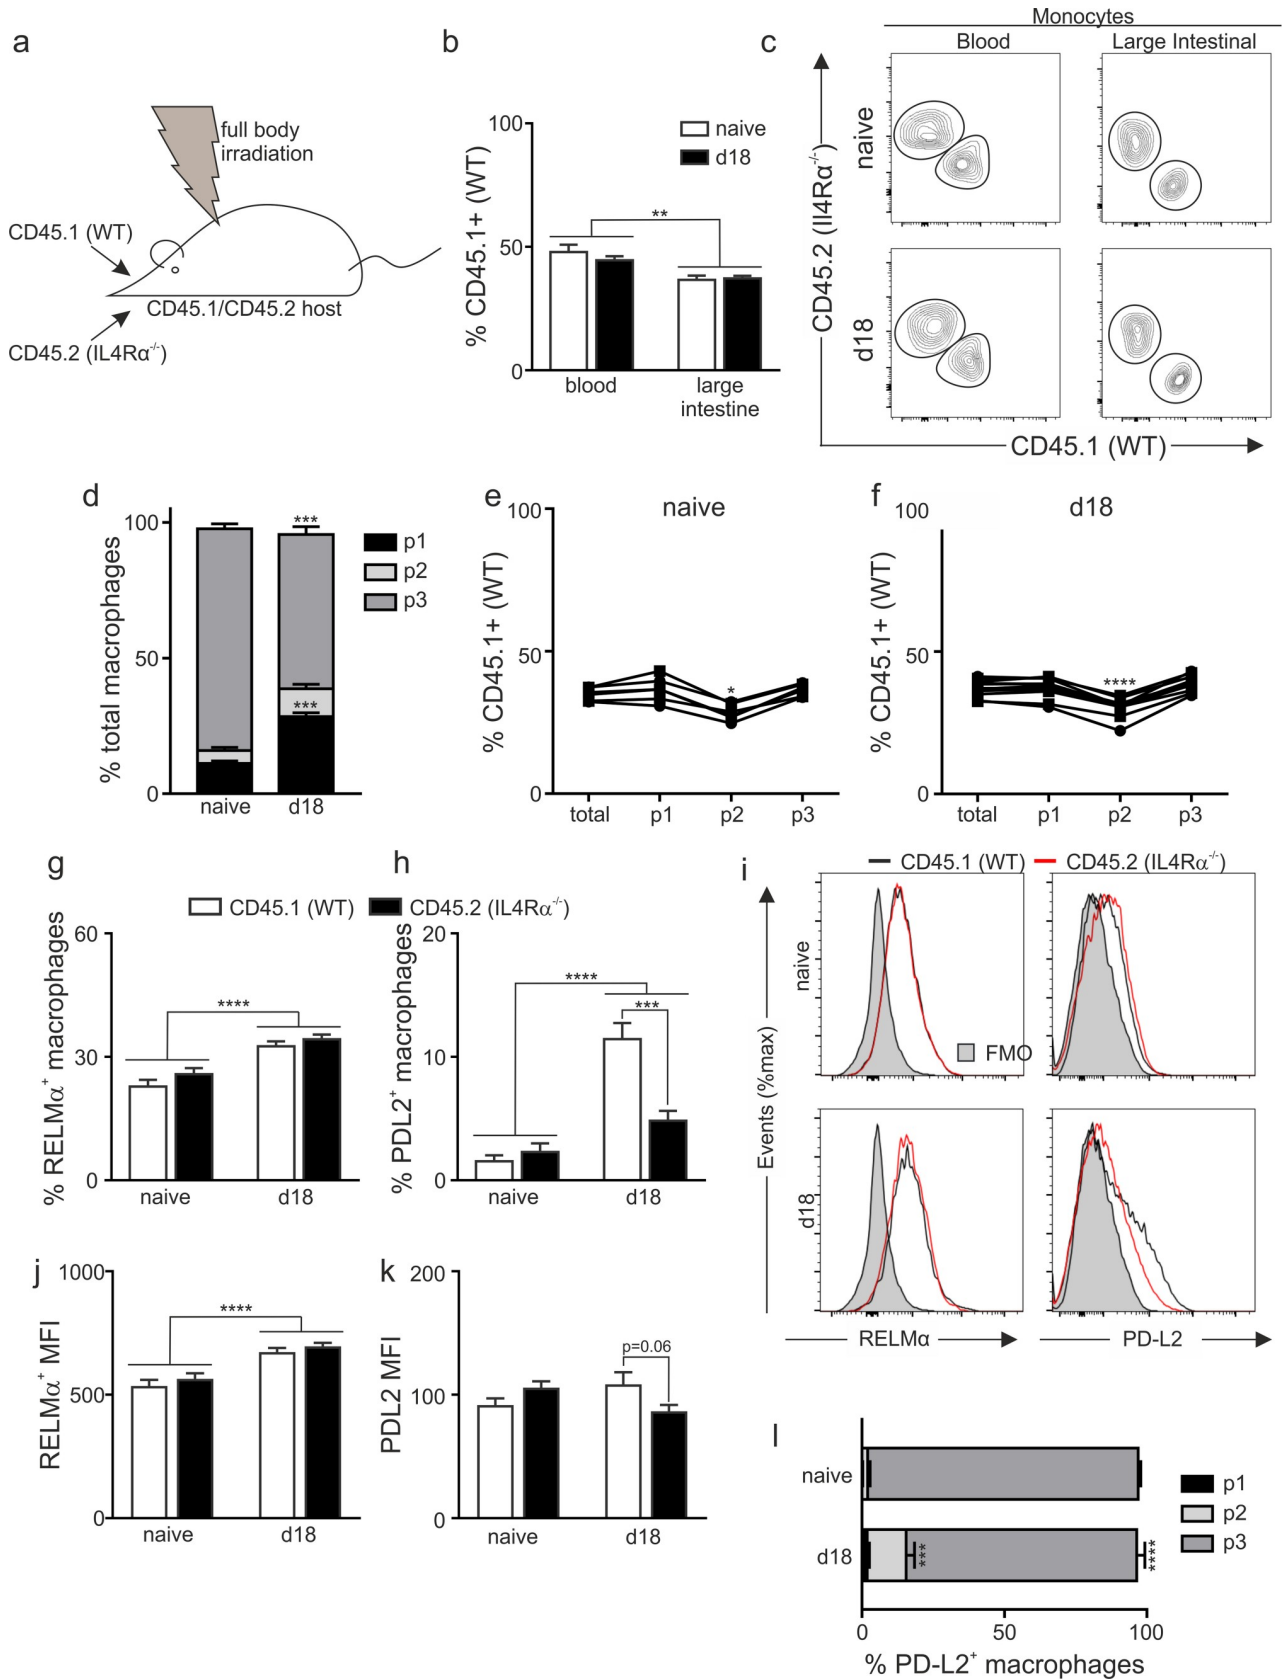 a
full body
irradiation
CD45.1 (WT)
CD45.1/CD45.2 host
CD45.2 (IL4Rα-/-)
b
% CD45.1+ (WT)
100
50
0
naive
d18
**
blood
large
intestine
c
Monocytes
Blood
Large Intestinal
CD45.2 (Il4Rα-/-)
naive
d18
CD45.1 (WT)
d
% total macrophages
100
50
0
***
***
naive
d18
p1
p2
p3
e
naive
% CD45.1+ (WT)
100
50
0
*
total
p1
p2
p3
f
d18
% CD45.1+ (WT)
100
50
0
****
total
p1
p2
p3
g
CD45.1 (WT)
CD45.2 (IL4Rα-/-)
% RELMα+ macrophages
60
30
0
****
naive
d18
h
% PDL2+ macrophages
20
10
0
****
***
naive
d18
i
CD45.1 (WT)
CD45.2 (IL4Rα-/-)
naive
FMO
Events (%max)
d18
RELMα
PD-L2
j
RELMα+ MFI
1000
500
0
****
naive
d18
k
PDL2 MFI
200
100
0
p=0.06
naive
d18
l
naive
d18
***
****
p1
p2
p3
0
50
100
% PD-L2+ macrophages